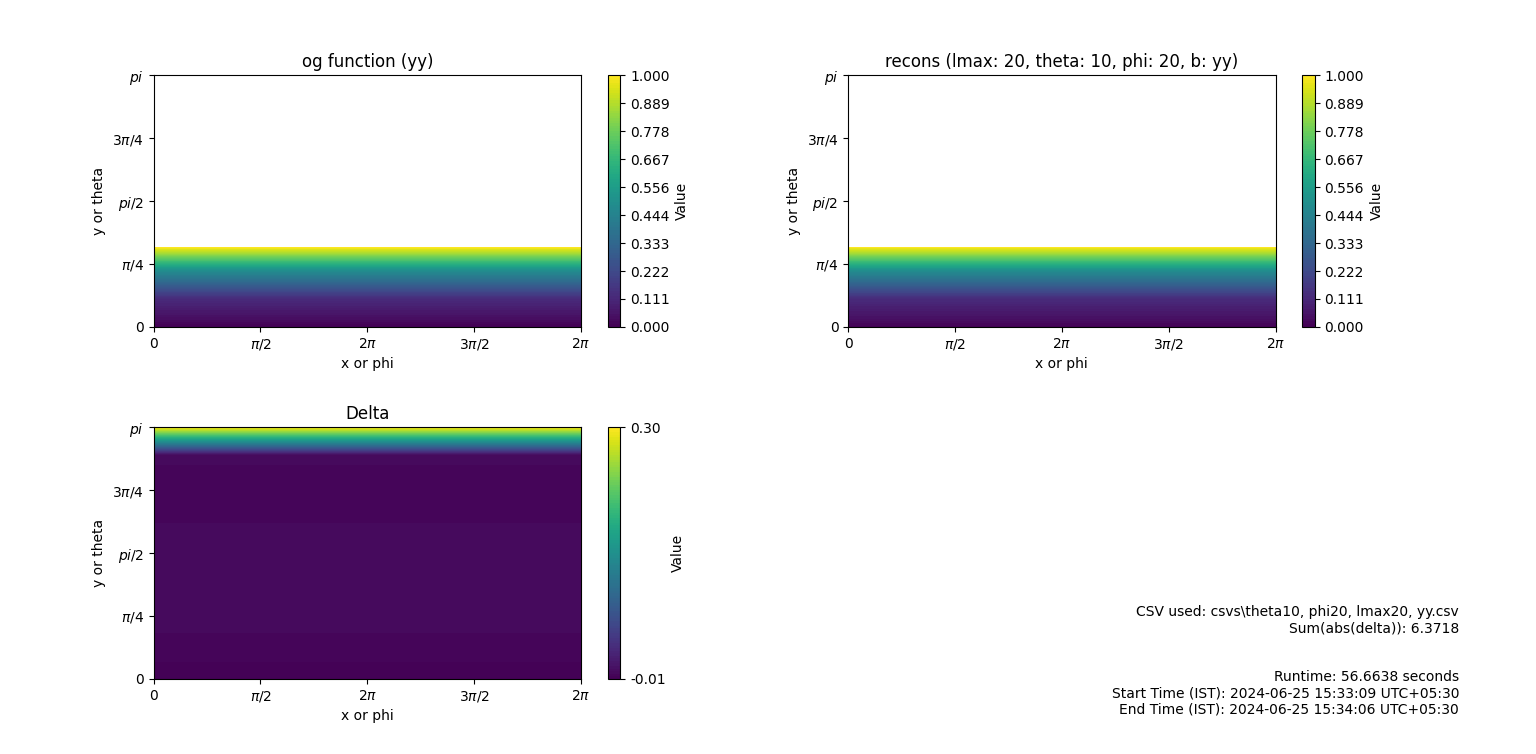 og function (yy)
pi
3π/4
pi/2
π/4
0
y or theta
0
π/2
2π
3π/2
2π
x or phi
1.000
0.889
0.778
0.667
0.556
0.444
0.333
0.222
0.111
0.000
Value
recons (lmax: 20, theta: 10, phi: 20, b: yy)
pi
3π/4
pi/2
π/4
0
y or theta
0
π/2
2π
3π/2
2π
x or phi
1.000
0.889
0.778
0.667
0.556
0.444
0.333
0.222
0.111
0.000
Value
Delta
pi
3π/4
pi/2
π/4
0
y or theta
0
π/2
2π
3π/2
2π
x or phi
0.30
-0.01
Value
CSV used: csvs\theta10, phi20, lmax20, yy.csv
Sum(abs(delta)): 6.3718
Runtime: 56.6638 seconds
Start Time (IST): 2024-06-25 15:33:09 UTC+05:30
End Time (IST): 2024-06-25 15:34:06 UTC+05:30